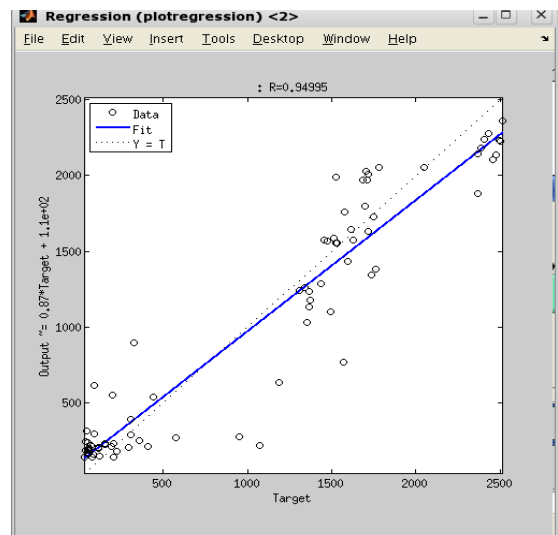 Regression (plotregression) <2>
File Edit View Insert Tools Desktop Window Help
: R=0.94995
Data
Fit
Y = T
2500
2000
1500
1000
500
Output ~= 0.87*Target + 1.1e+02
500 1000 1500 2000 2500
Target